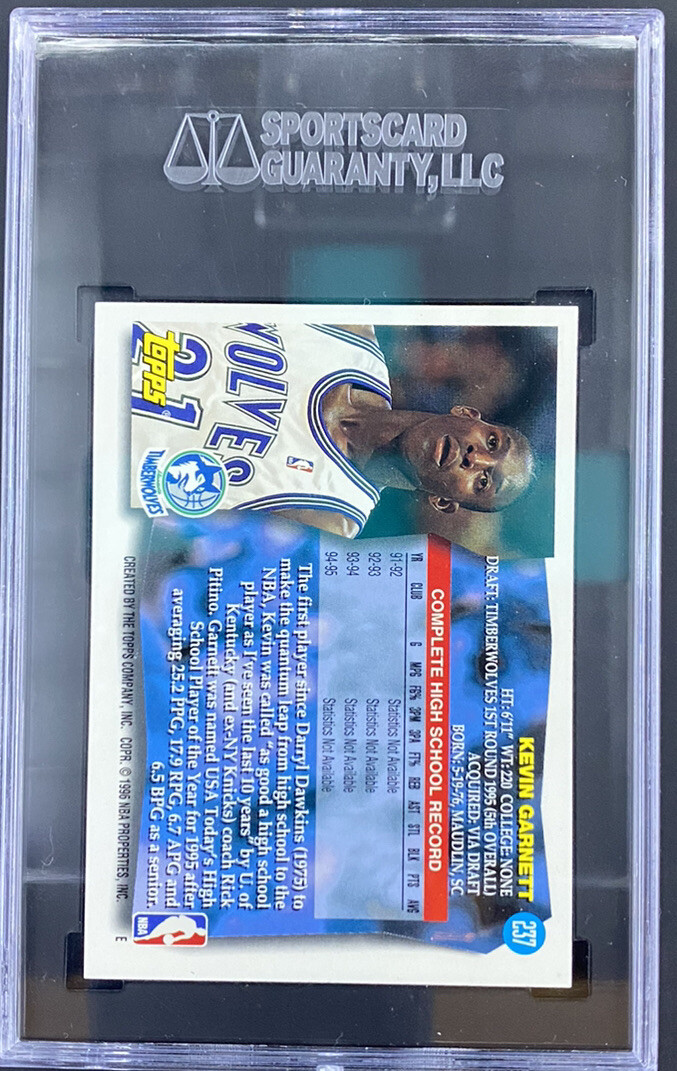 SPORTSCARD
GUARANTY, LLC
KEVIN GARNETT
237
HT: 6'11" WT: 220 COLLEGE: NONE
DRAFT: TIMBERWOLVES 1ST ROUND 1995 (5th OVERALL)
ACQUIRED: VIA DRAFT
BORN: 5-19-76, MAUDLIN, SC
COMPLETE HIGH SCHOOL RECORD
YR CLUB G MPG FG% 3PM 3PA FT% REB AST STL BLK PTS AVG
91-92 Statistics Not Available
92-93 Statistics Not Available
93-94 Statistics Not Available
94-95 Statistics Not Available
The first player since Darryl Dawkins (1975) to
make the quantum leap from high school to the
NBA, Kevin was called "as good a high school
player as I've seen the last 10 years" by U. of
Kentucky (and ex-NY Knicks) coach Rick
Pitino. Garnett was named USA Today's High
School Player of the Year for 1995 after
averaging 25.2 PPG, 17.9 RPG, 6.7 APG and
6.5 BPG as a senior.
WOLVES
21
TOPPS
TIMBERWOLVES
NBA
CREATED BY THE TOPPS COMPANY, INC. COPR. © 1996 NBA PROPERTIES, INC.
E